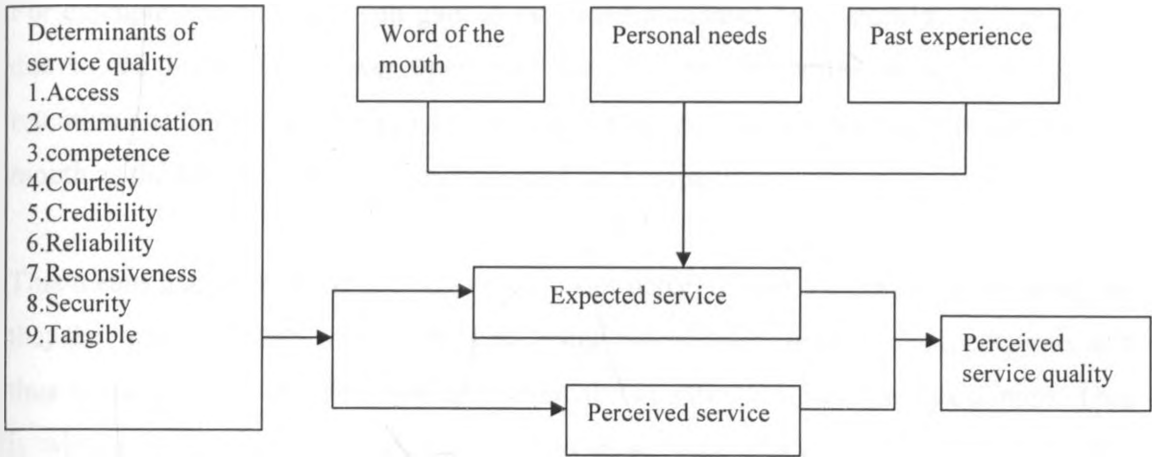 Determinants of
service quality
1.Access
2.Communication
3.competence
4.Courtesy
5.Credibility
6.Reliability
7.Resonsiveness
8.Security
9.Tangible
Word of the
mouth
Personal needs
Past experience
Expected service
Perceived service
Perceived
service quality